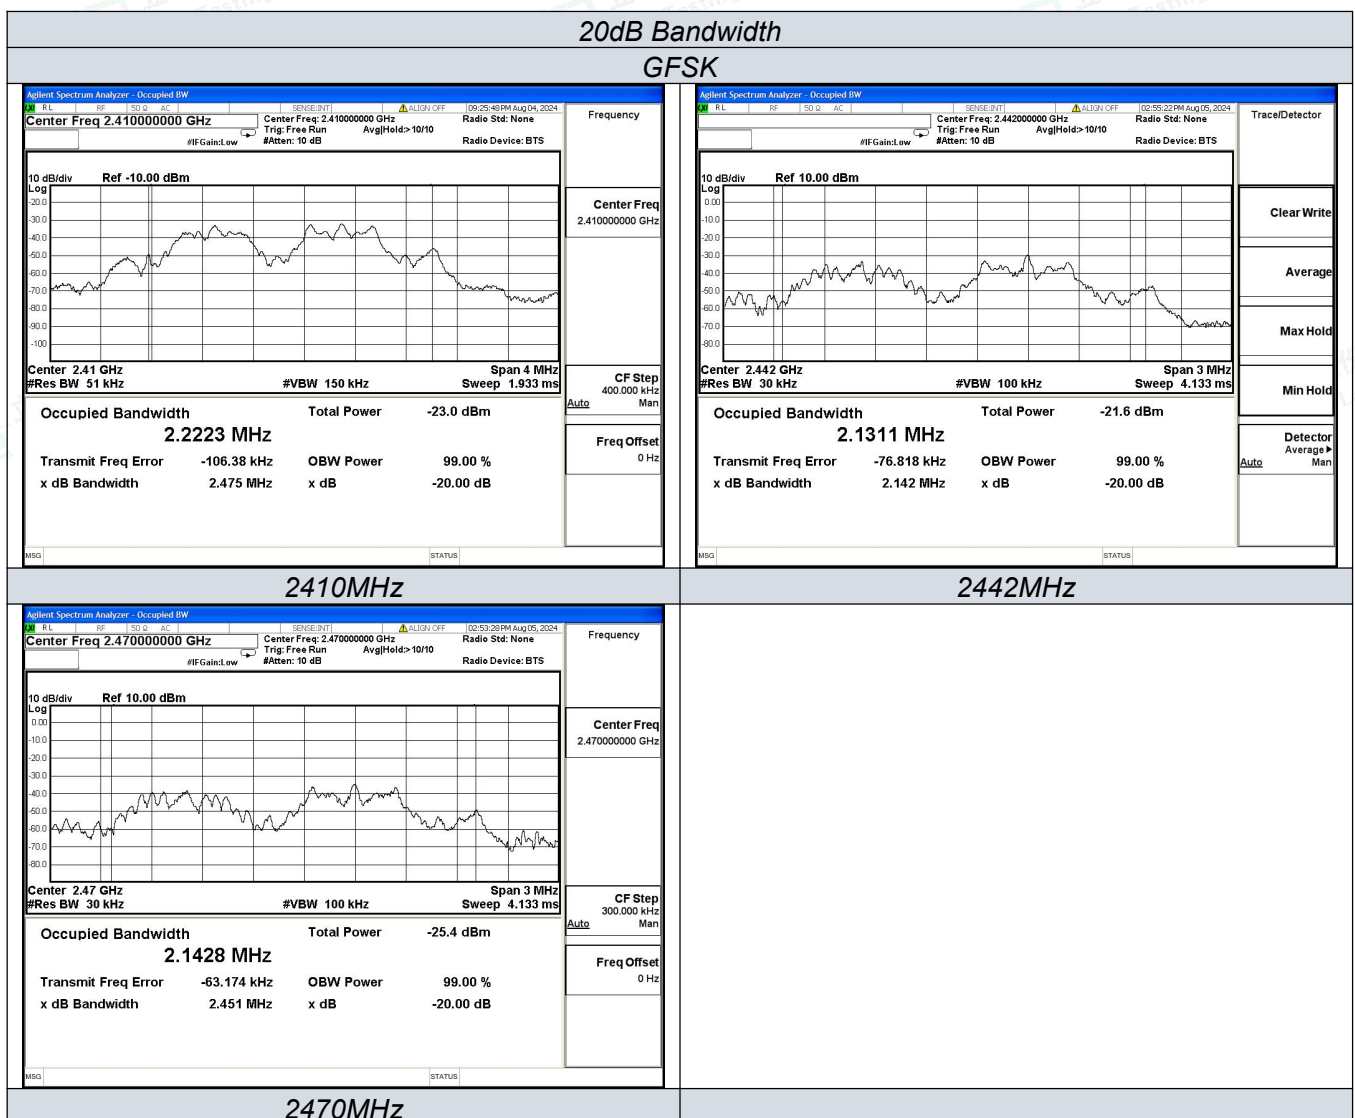 20dB Bandwidth
GFSK
Agilent Spectrum Analyzer - Occupied BW
RL RF 50 Ω AC SENSE:INT ALIGN OFF 09:25:48 PM Aug 04, 2024
Center Freq 2.410000000 GHz
Center Freq: 2.410000000 GHz Radio Std: None
Trig: Free Run Avg|Hold:>10/10
#IFGain:Low #Atten: 10 dB Radio Device: BTS
Frequency
10 dB/div Ref -10.00 dBm
Log
-20.0
-30.0
-40.0
-50.0
-60.0
-70.0
-80.0
-90.0
-100
Center Freq
2.410000000 GHz
Center 2.41 GHz Span 4 MHz
#Res BW 51 kHz #VBW 150 kHz Sweep 1.933 ms
CF Step
400.000 kHz
Auto Man
Occupied Bandwidth Total Power -23.0 dBm
2.2223 MHz
Transmit Freq Error -106.38 kHz OBW Power 99.00 %
x dB Bandwidth 2.475 MHz x dB -20.00 dB
Freq Offset
0 Hz
MSG STATUS
Agilent Spectrum Analyzer - Occupied BW
RL RF 50 Ω AC SENSE:INT ALIGN OFF 02:55:22 PM Aug 05, 2024
Center Freq: 2.442000000 GHz Radio Std: None
Trig: Free Run Avg|Hold:>10/10
#IFGain:Low #Atten: 10 dB Radio Device: BTS
Trace/Detector
10 dB/div Ref 10.00 dBm
Log
0.00
-10.0
-20.0
-30.0
-40.0
-50.0
-60.0
-70.0
-80.0
Clear Write
Average
Max Hold
Min Hold
Center 2.442 GHz Span 3 MHz
#Res BW 30 kHz #VBW 100 kHz Sweep 4.133 ms
Occupied Bandwidth Total Power -21.6 dBm
2.1311 MHz
Transmit Freq Error -76.818 kHz OBW Power 99.00 %
x dB Bandwidth 2.142 MHz x dB -20.00 dB
Detector
Average
Auto Man
MSG STATUS
2410MHz 2442MHz
Agilent Spectrum Analyzer - Occupied BW
RL RF 50 Ω AC SENSE:INT ALIGN OFF 02:53:28 PM Aug 05, 2024
Center Freq 2.470000000 GHz
Center Freq: 2.470000000 GHz Radio Std: None
Trig: Free Run Avg|Hold:>10/10
#IFGain:Low #Atten: 10 dB Radio Device: BTS
Frequency
10 dB/div Ref 10.00 dBm
Log
0.00
-10.0
-20.0
-30.0
-40.0
-50.0
-60.0
-70.0
-80.0
Center Freq
2.470000000 GHz
Center 2.47 GHz Span 3 MHz
#Res BW 30 kHz #VBW 100 kHz Sweep 4.133 ms
CF Step
300.000 kHz
Auto Man
Occupied Bandwidth Total Power -25.4 dBm
2.1428 MHz
Transmit Freq Error -63.174 kHz OBW Power 99.00 %
x dB Bandwidth 2.451 MHz x dB -20.00 dB
Freq Offset
0 Hz
MSG STATUS
2470MHz